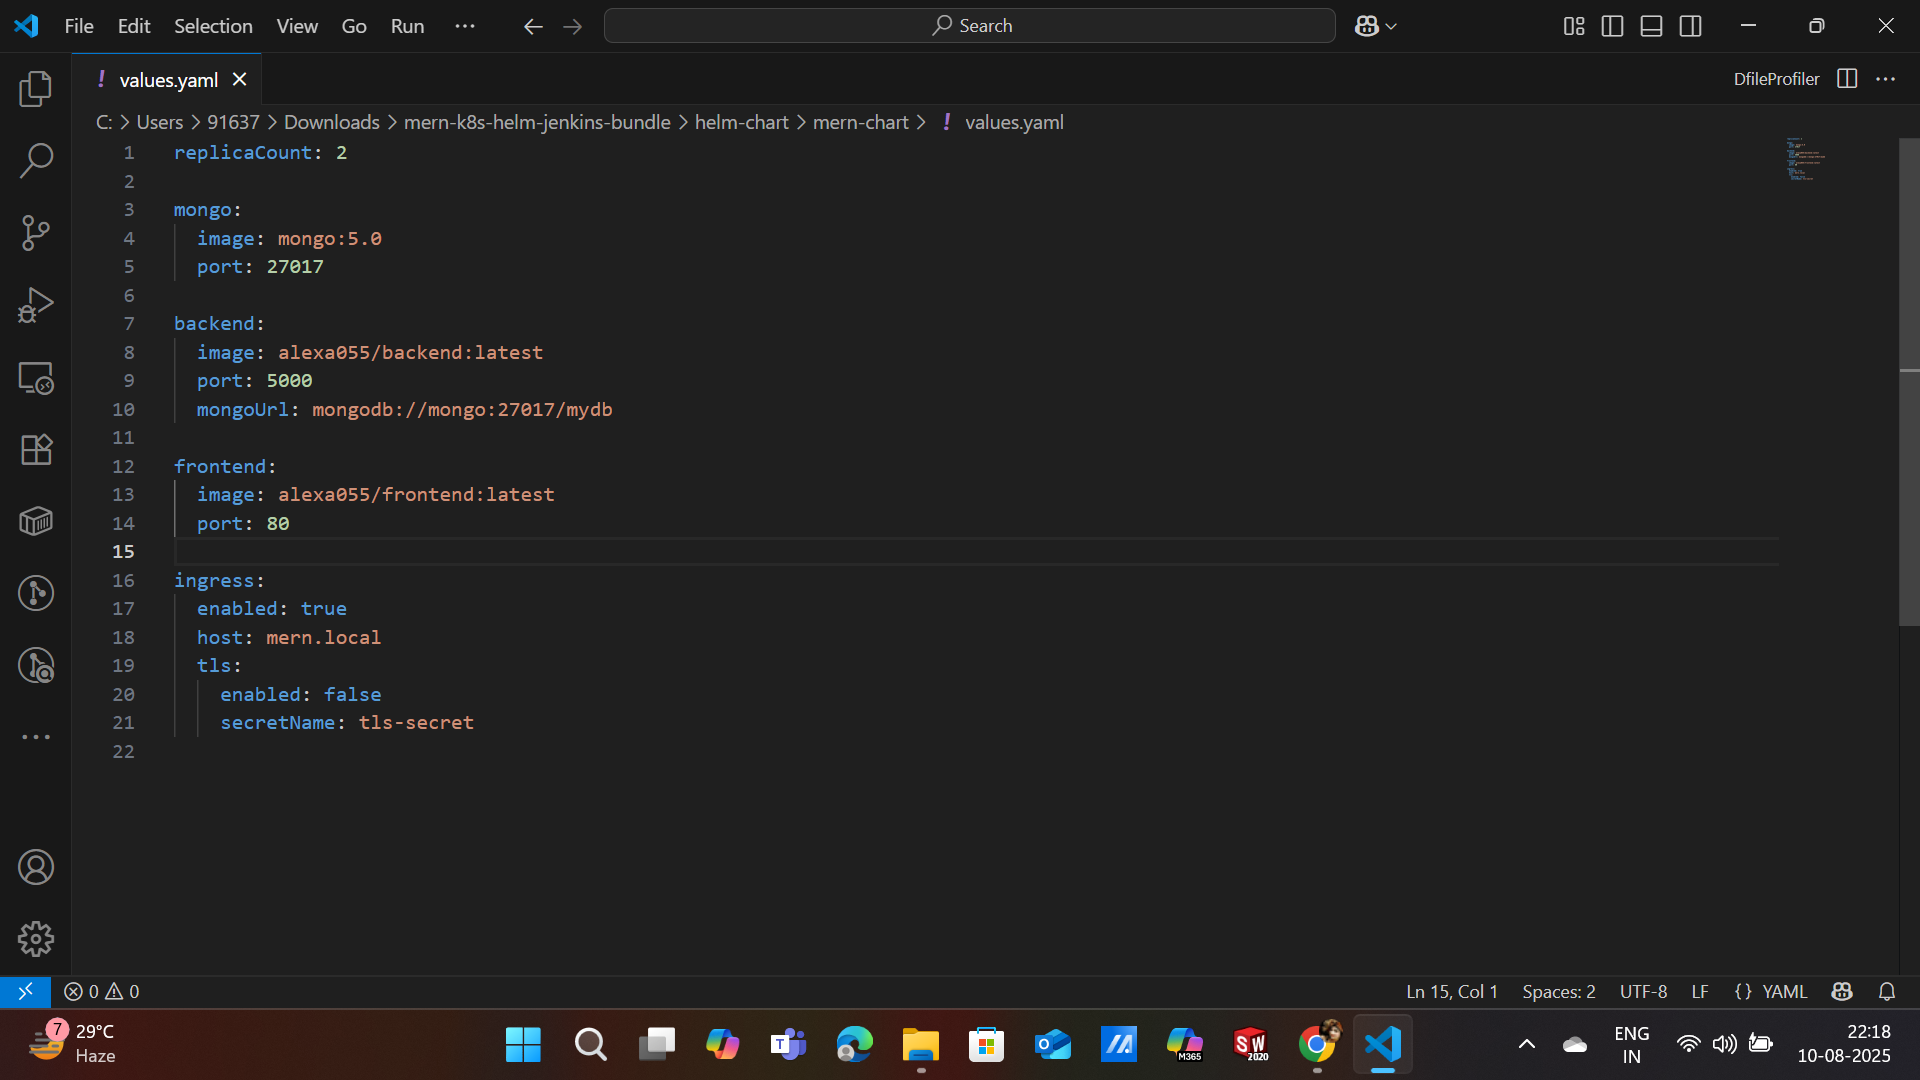 File Edit Selection View Go Run ··· Search
! values.yaml DfileProfiler ···
C: > Users > 91637 > Downloads > mern-k8s-helm-jenkins-bundle > helm-chart > mern-chart > ! values.yaml
1 replicaCount: 2
2
3 mongo:
4 image: mongo:5.0
5 port: 27017
6
7 backend:
8 image: alexa055/backend:latest
9 port: 5000
10 mongoUrl: mongodb://mongo:27017/mydb
11
12 frontend:
13 image: alexa055/frontend:latest
14 port: 80
15
16 ingress:
17 enabled: true
18 host: mern.local
19 tls:
20 enabled: false
21 secretName: tls-secret
22
0 0 Ln 15, Col 1 Spaces: 2 UTF-8 LF {} YAML
7 29°C
Haze
T
M365
SW 2020
ENG
IN
22:18
10-08-2025